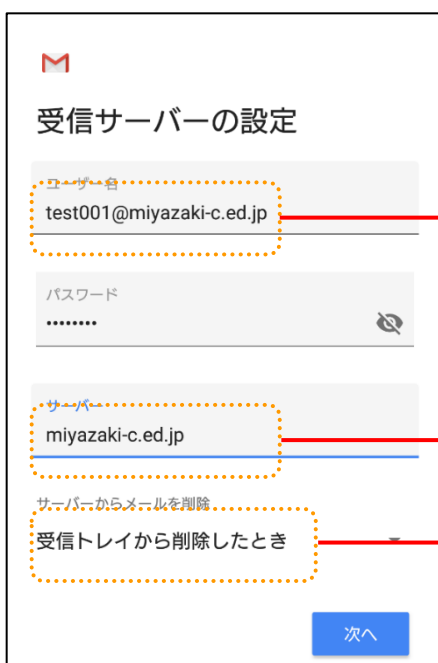 受信サーバーの設定
ユーザー名
test001@miyazaki-c.ed.jp
パスワード
••••••••
サーバー
miyazaki-c.ed.jp
サーバーからメールを削除
受信トレイから削除したとき
次へ